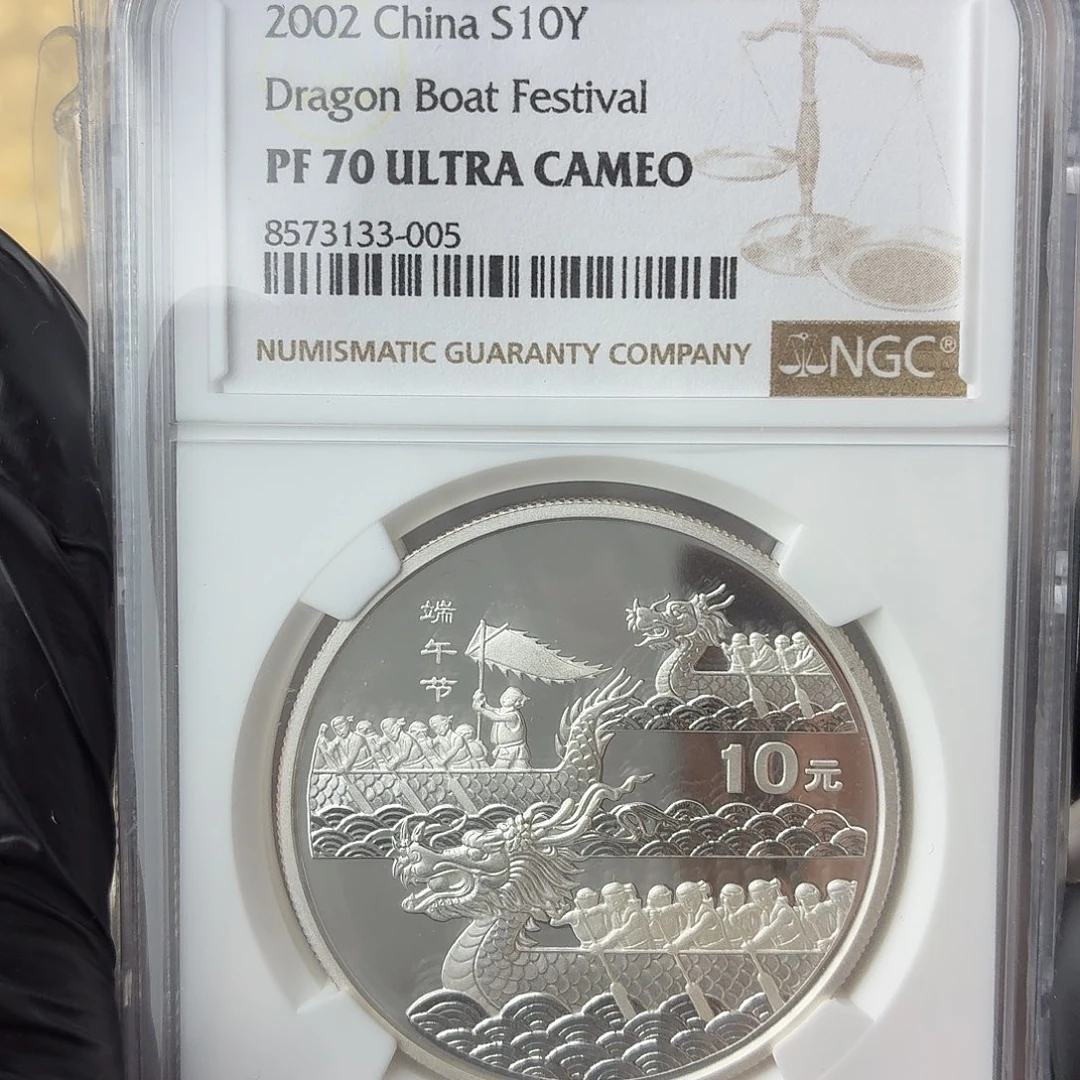 2002 China S10Y
Dragon Boat Festival
PF 70 ULTRA CAMEO
8573133-005
NUMISMATIC GUARANTY COMPANY
NGC®
端午节
10元